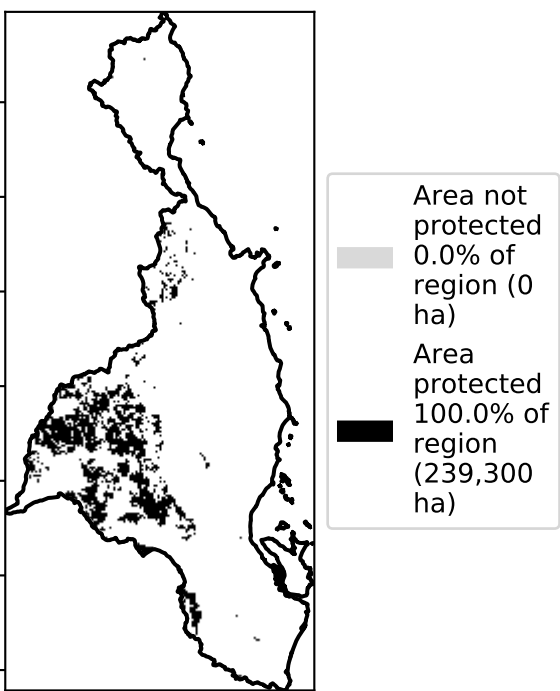 Area not
protected
0.0% of
region (0
ha)
Area
protected
100.0% of
region
(239,300
ha)